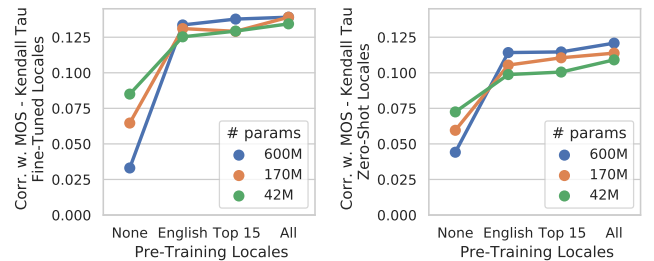 Corr. w. MOS - Kendall Tau
Fine-Tuned Locales
0.125
0.100
0.075
0.050
0.025
0.000
# params
600M
170M
42M
None English Top 15 All
Pre-Training Locales
Corr. w. MOS - Kendall Tau
Zero-Shot Locales
0.125
0.100
0.075
0.050
0.025
0.000
# params
600M
170M
42M
None English Top 15 All
Pre-Training Locales